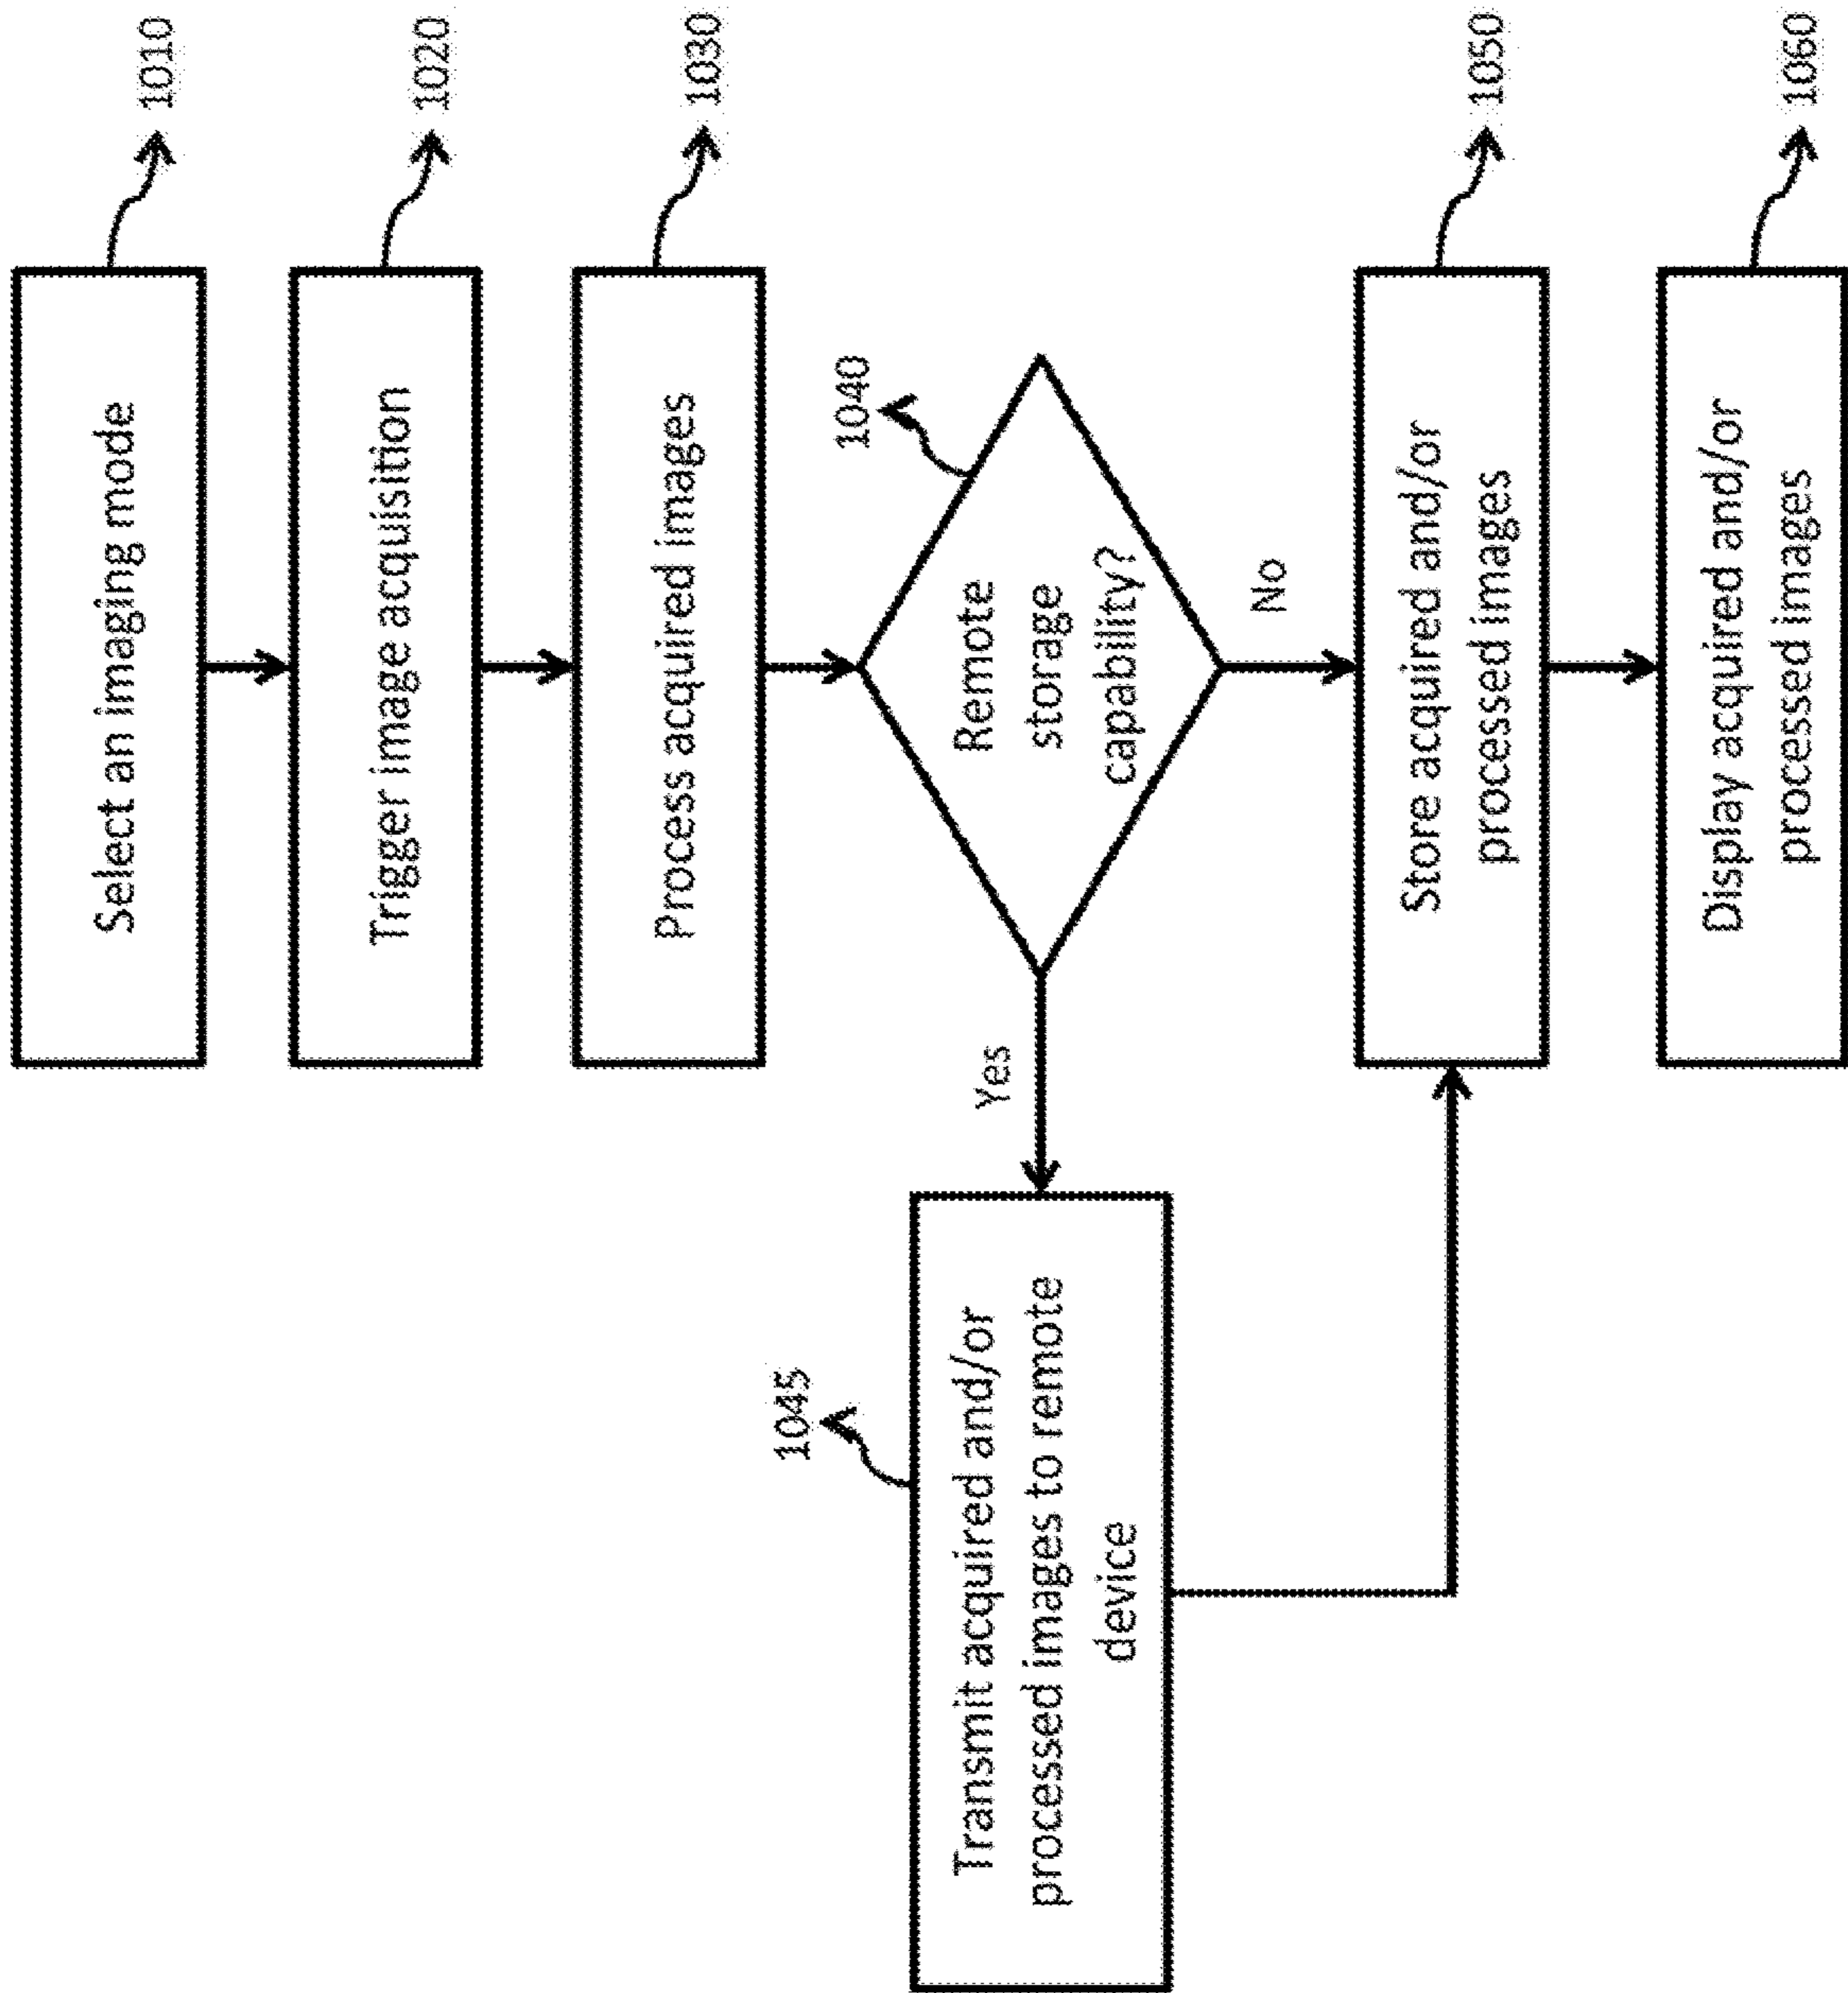 Select an imaging mode
1010
Trigger image acquisition
1020
Process acquired images
1030
1040
Remote
storage
capability?
Yes
No
1045
Transmit acquired and/or
processed images to remote
device
Store acquired and/or
processed images
1050
Display acquired and/or
processed images
1060